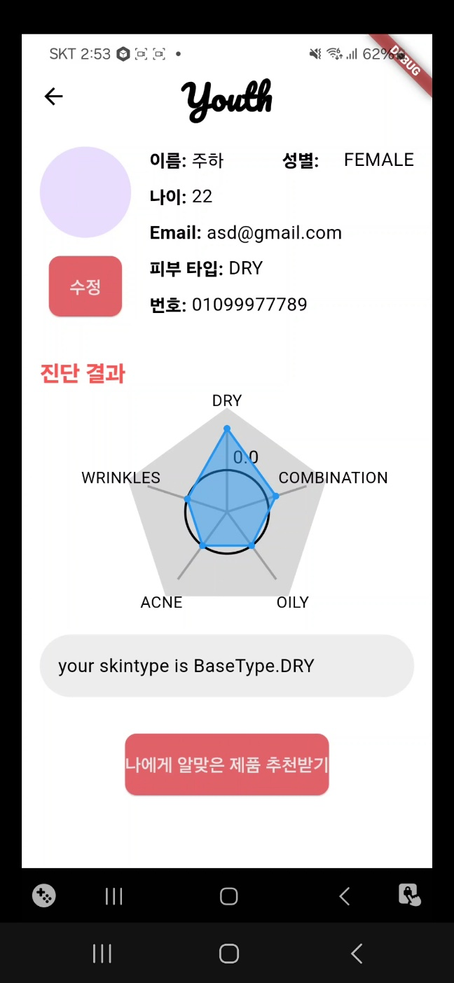 SKT 2:53
62%
DEBUG
Youth
이름: 주하 성별: FEMALE
나이: 22
Email: asd@gmail.com
피부 타입: DRY
번호: 01099977789
수정
진단 결과
DRY
0.0
WRINKLES
COMBINATION
ACNE
OILY
your skintype is BaseType.DRY
나에게 알맞은 제품 추천받기